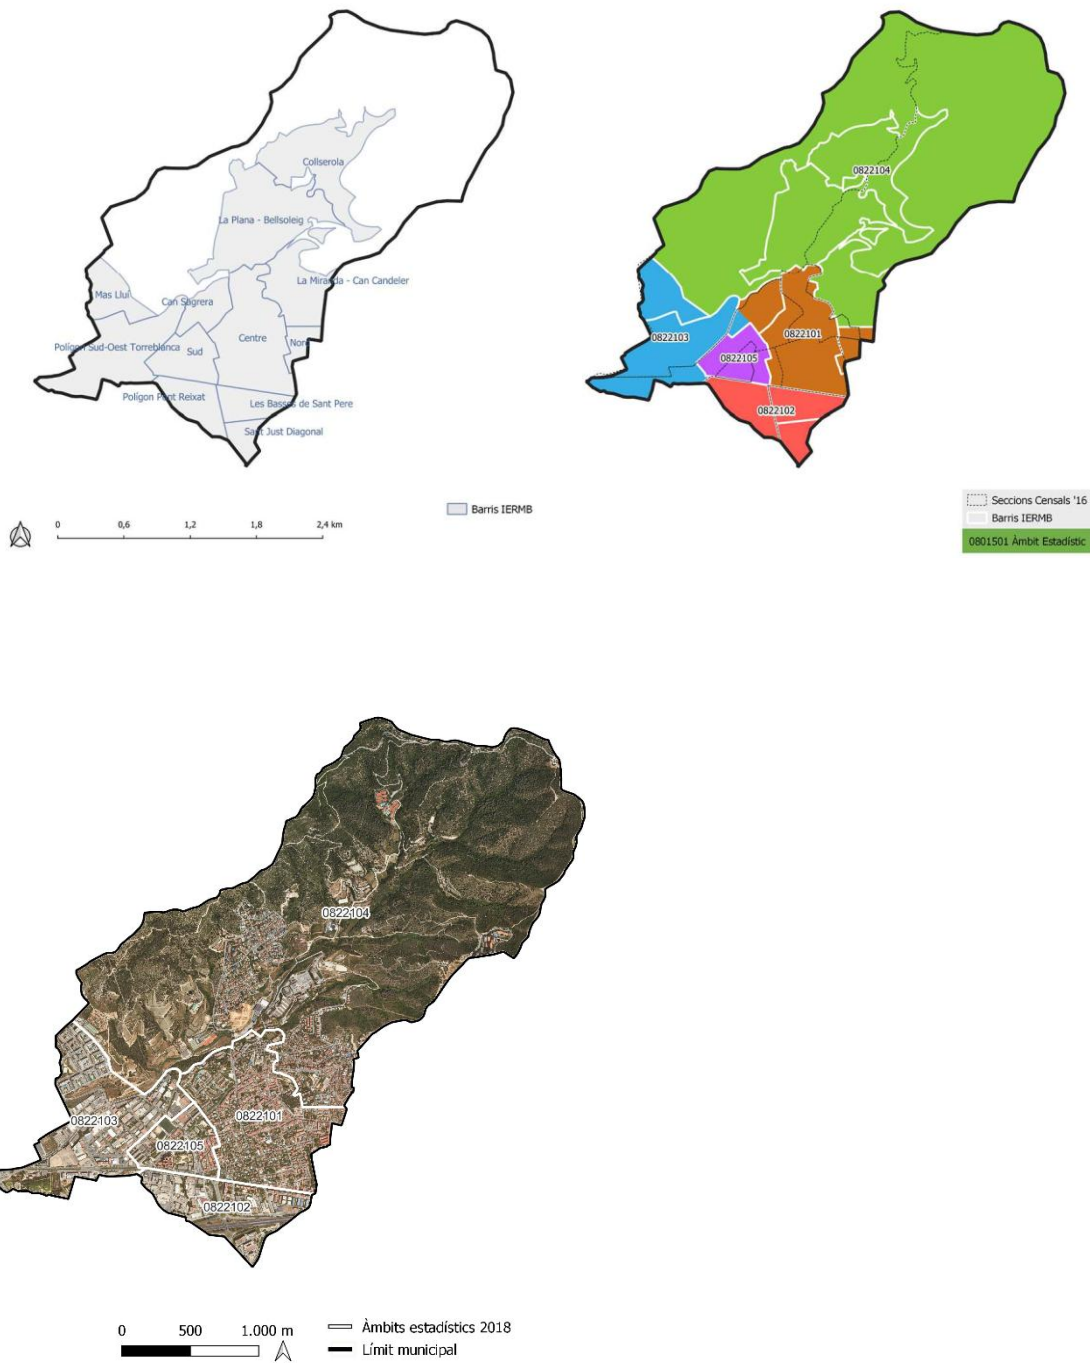 Collserola
La Plana - Bellsoleig
La Miranda - Can Candeler
Mas Lluí
Can Sagrera
Centre
Nord
Polígon Sud-Oest Torreblanca
Sud
Polígon Pont Reixat
Les Basses de Sant Pere
Sant Just Diagonal
Barris IERMB
0 0,6 1,2 1,8 2,4 km
0822104
0822103
0822101
0822105
0822102
Seccions Censals '16
Barris IERMB
0801501 Àmbit Estadístic
0822104
0822103
0822101
0822105
0822102
0 500 1.000 m
Àmbits estadístics 2018
Límit municipal